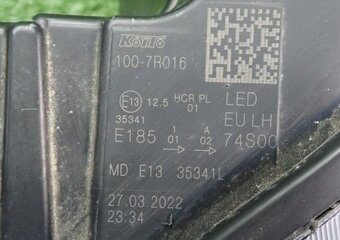 KOITO
100-7R016
E13 12.5 HCR PL 01 LED
35341 EU LH
E185 1 01 → A 02 → 74S00
MD E13 35341L
27.03.2022
23:34